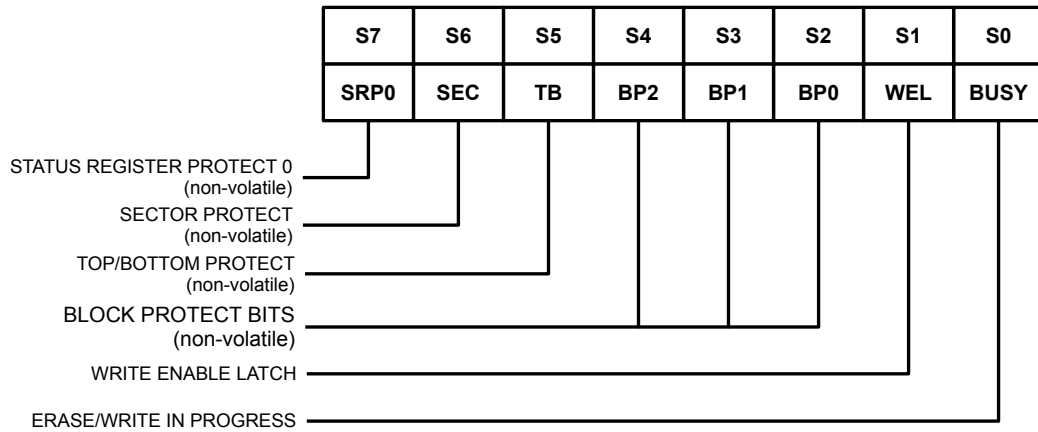 S7 S6 S5 S4 S3 S2 S1 S0
SRP0 SEC TB BP2 BP1 BP0 WEL BUSY
STATUS REGISTER PROTECT 0
(non-volatile)
SECTOR PROTECT
(non-volatile)
TOP/BOTTOM PROTECT
(non-volatile)
BLOCK PROTECT BITS
(non-volatile)
WRITE ENABLE LATCH
ERASE/WRITE IN PROGRESS